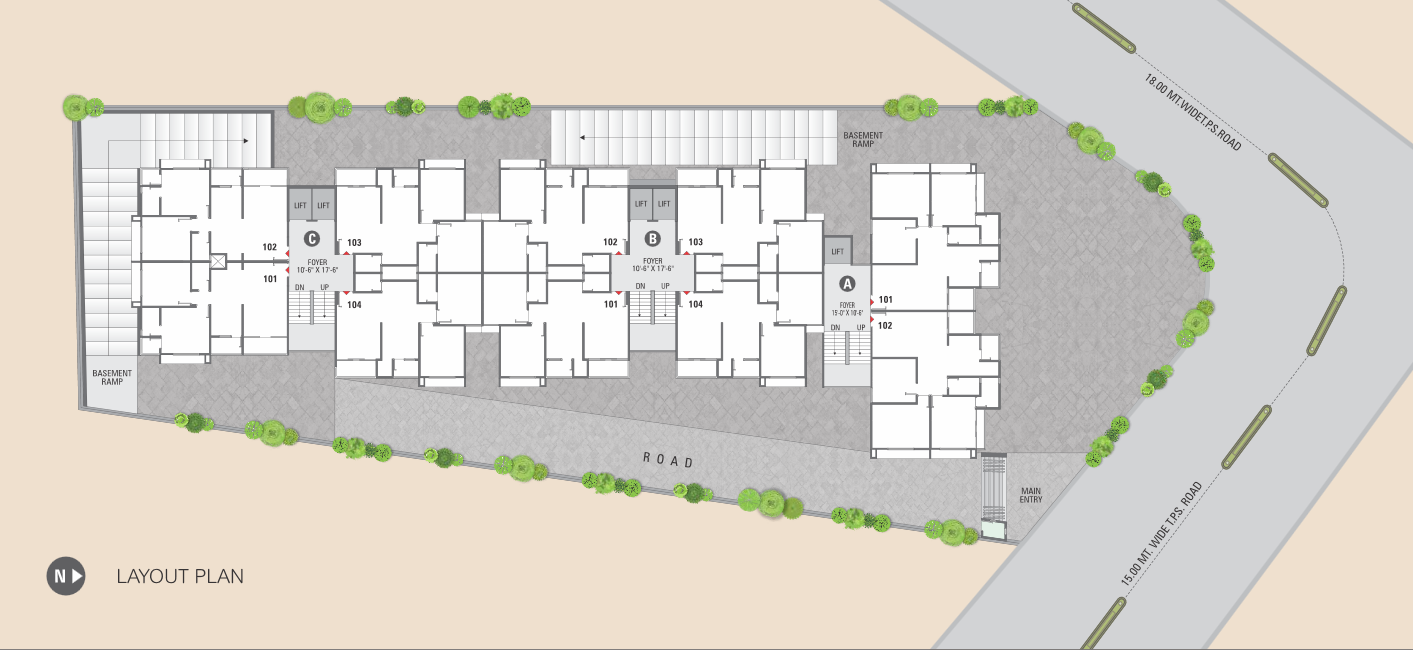 18.00 MT.WIDET.P.S.ROAD
BASEMENT
RAMP
LIFT
LIFT
C
102
103
FOYER
10'-6" X 17'-6"
101
DN
UP
104
LIFT
LIFT
102
B
103
FOYER
10'-6" X 17'-6"
101
DN
UP
104
LIFT
A
101
FOYER
15'-0" X 10'-6"
102
DN
UP
BASEMENT
RAMP
ROAD
MAIN
ENTRY
15.00 MT. WIDE T.P.S. ROAD
N
LAYOUT PLAN